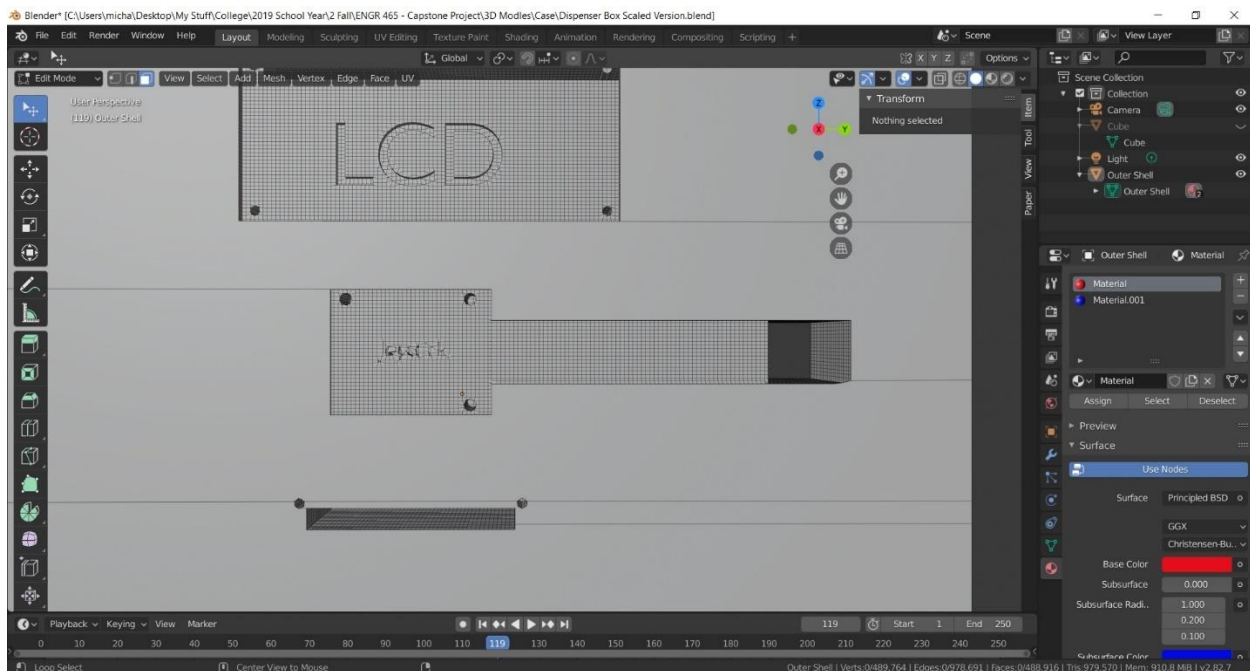 Blender* [C:\Users\micha\Desktop\My Stuff\College\2019 School Year\2 Fall\ENGR 465 - Capstone Project\3D Modles\Case\Dispenser Box Scaled Version.blend]
File Edit Render Window Help Layout Modeling Sculpting UV Editing Texture Paint Shading Animation Rendering Compositing Scripting + Scene View Layer
Global X Y Z Options
Edit Mode View Select Add Mesh Vertex Edge Face UV
User Perspective
(119) Outer Shell
LCD
Z
X
Y
Transform
Nothing selected
Item
Tool
View
Paper
Scene Collection
Collection
Camera
Cube
Cube
Light
Outer Shell
Outer Shell 2
Outer Shell Material
Material
Material.001
Material
Assign Select Deselect
Preview
Surface
Use Nodes
Surface Principled BSD
GGX
Christensen-Bu..
Base Color
Subsurface 0.000
Subsurface Radi.. 1.000
0.200
0.100
Subsurface Color
Playback Keying View Marker 119 Start 1 End 250
0 10 20 30 40 50 60 70 80 90 100 110 119 130 140 150 160 170 180 190 200 210 220 230 240 250
Loop Select Center View to Mouse Outer Shell | Verts:0/489,764 | Edges:0/978,691 | Faces:0/488,916 | Tris:979,570 | Mem: 910.8 MiB | v2.82.7